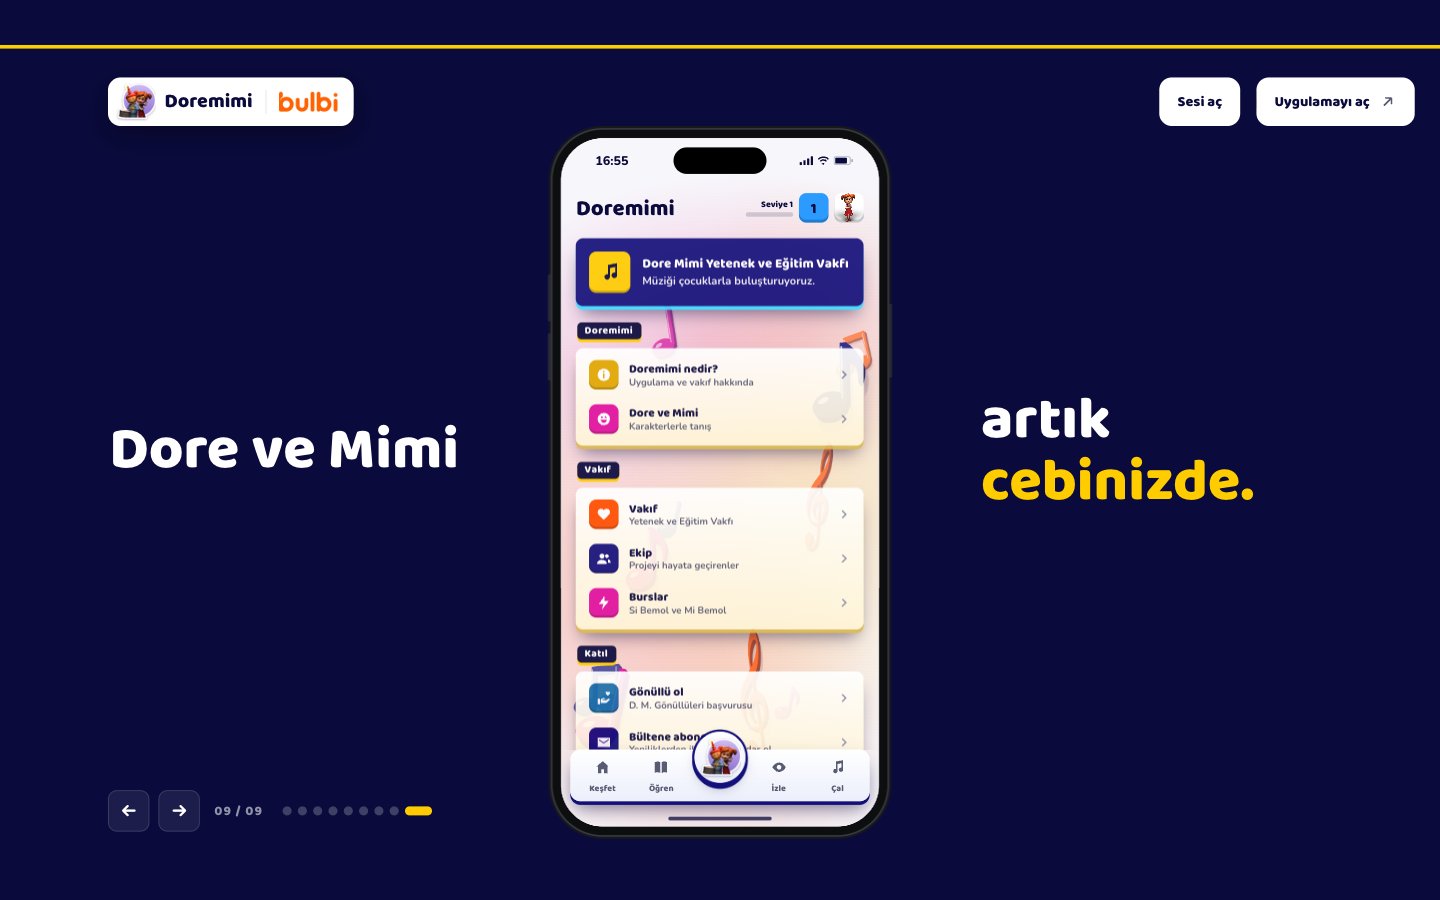 Doremimi
bulbi
Sesi aç
Uygulamayı aç
Dore ve Mimi
16:55
Doremimi
Seviye 1
1
Dore Mimi Yetenek ve Eğitim Vakfı
Müziği çocuklarla buluşturuyoruz.
Doremimi
Doremimi nedir?
Uygulama ve vakıf hakkında
Dore ve Mimi
Karakterlerle tanış
Vakıf
Vakıf
Yetenek ve Eğitim Vakfı
Ekip
Projeyi hayata geçirenler
Burslar
Si Bemol ve Mi Bemol
Katıl
Gönüllü ol
D. M. Gönüllüleri başvurusu
Bültene
Keşfet
Öğren
İzle
Çal
artık
cebinizde.
09 / 09